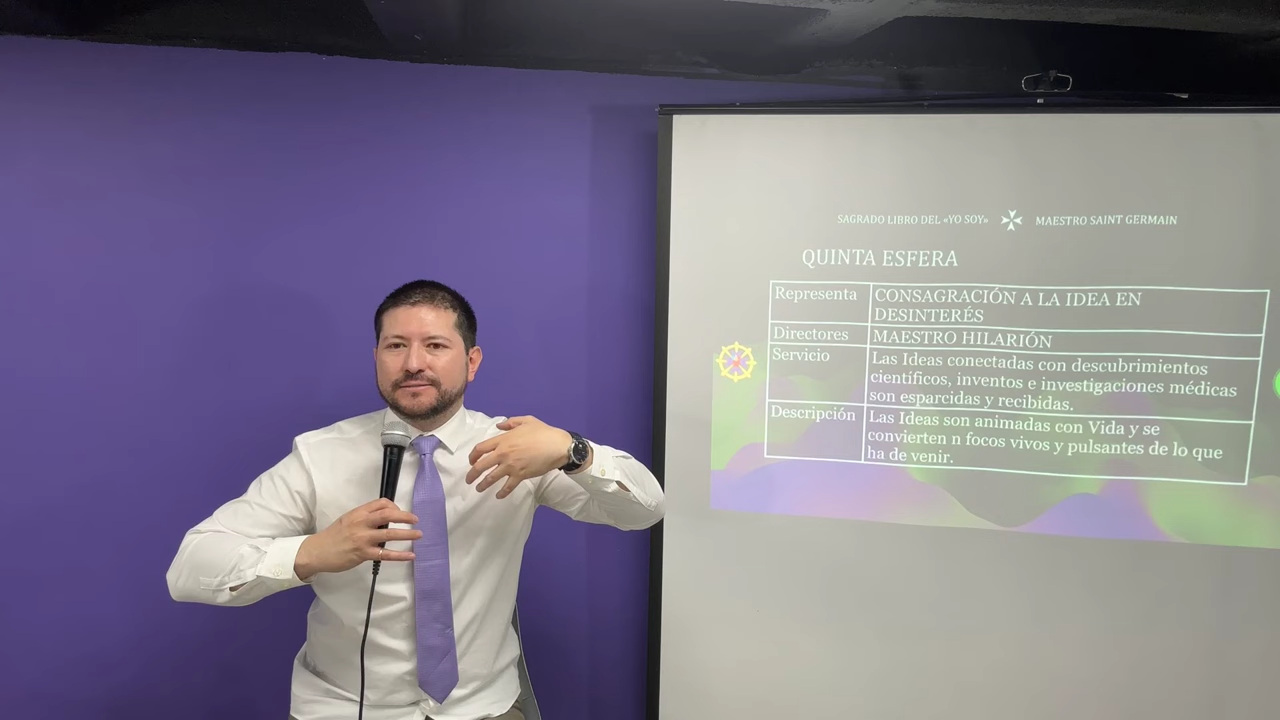 SAGRADO LIBRO DEL «YO SOY» MAESTRO SAINT GERMAIN
QUINTA ESFERA
Representa CONSAGRACIÓN A LA IDEA EN
DESINTERÉS
Directores MAESTRO HILARIÓN
Servicio Las Ideas conectadas con descubrimientos
científicos, inventos e investigaciones médicas
son esparcidas y recibidas.
Descripción Las Ideas son animadas con Vida y se
convierten n focos vivos y pulsantes de lo que
ha de venir.